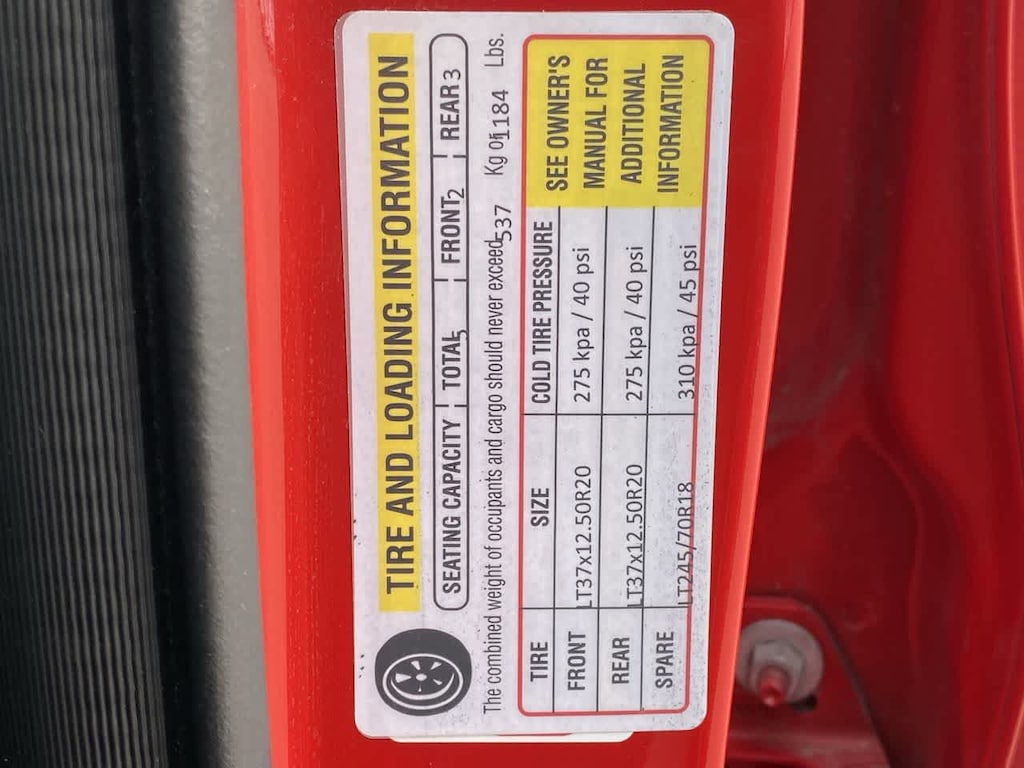 TIRE AND LOADING INFORMATION
SEATING CAPACITY TOTAL 5 FRONT 2 REAR 3
The combined weight of occupants and cargo should never exceed 537 Kg or 1184 Lbs.
TIRE SIZE COLD TIRE PRESSURE SEE OWNER'S
FRONT LT37x12.50R20 275 kpa / 40 psi MANUAL FOR
REAR LT37x12.50R20 275 kpa / 40 psi ADDITIONAL
SPARE LT245/70R18 310 kpa / 45 psi INFORMATION